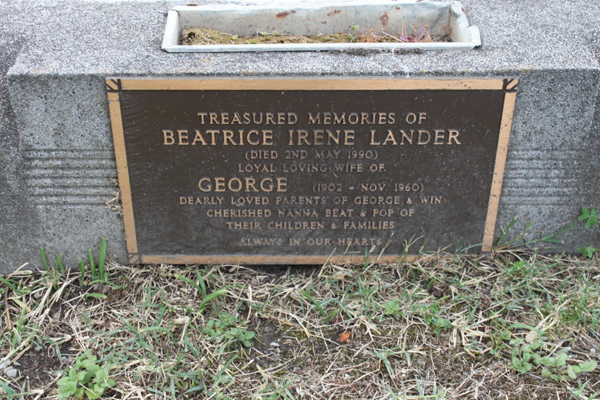 TREASURED MEMORIES OF
BEATRICE IRENE LANDER
(DIED 2ND MAY 1990)
LOYAL LOVING WIFE OF
GEORGE (1902 - NOV. 1960)
DEARLY LOVED PARENTS OF GEORGE & WIN
CHERISHED NANNA BEAT & POP OF
THEIR CHILDREN & FAMILIES
ALWAYS IN OUR HEARTS